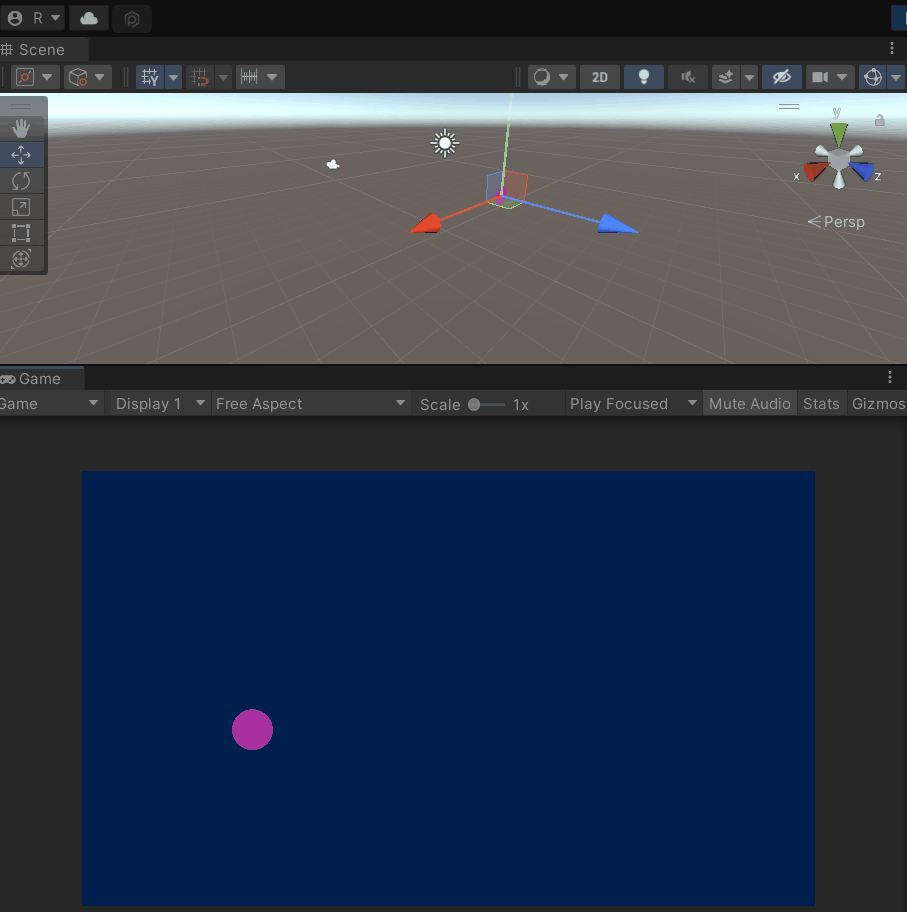 R
Scene
2D
y
x
z
Persp
Game
Game
Display 1
Free Aspect
Scale
1x
Play Focused
Mute Audio
Stats
Gizmos